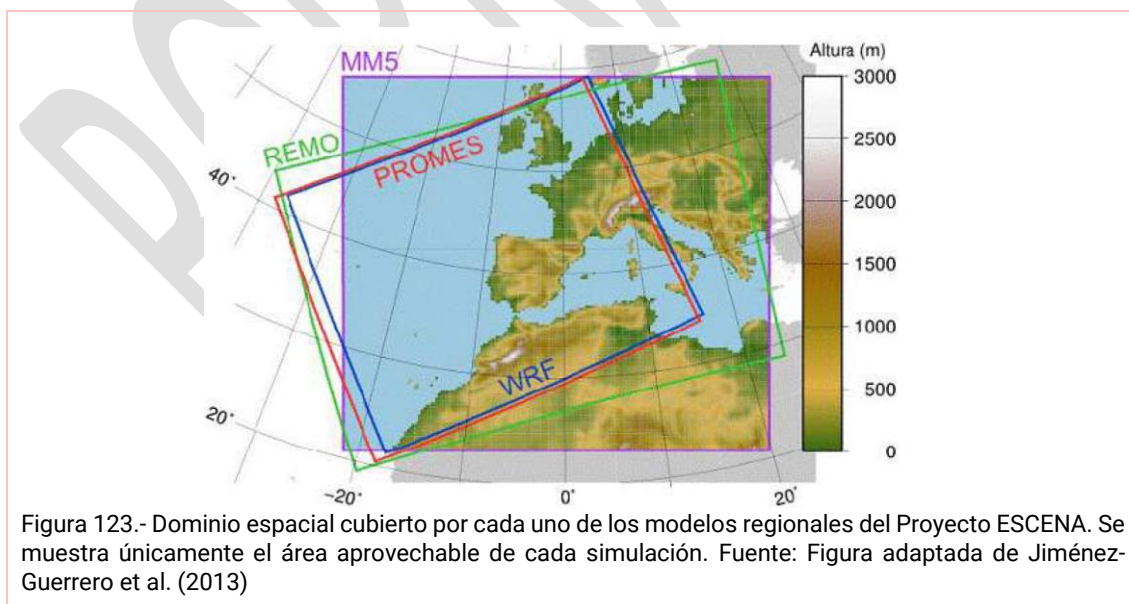 MM5
Altura (m)
3000
REMO
PROMES
2500
40°
2000
1500
1000
WRF
500
20°
0
-20°
0°
20°
Figura 123.- Dominio espacial cubierto por cada uno de los modelos regionales del Proyecto ESCENA. Se
muestra únicamente el área aprovechable de cada simulación. Fuente: Figura adaptada de Jiménez-
Guerrero et al. (2013)